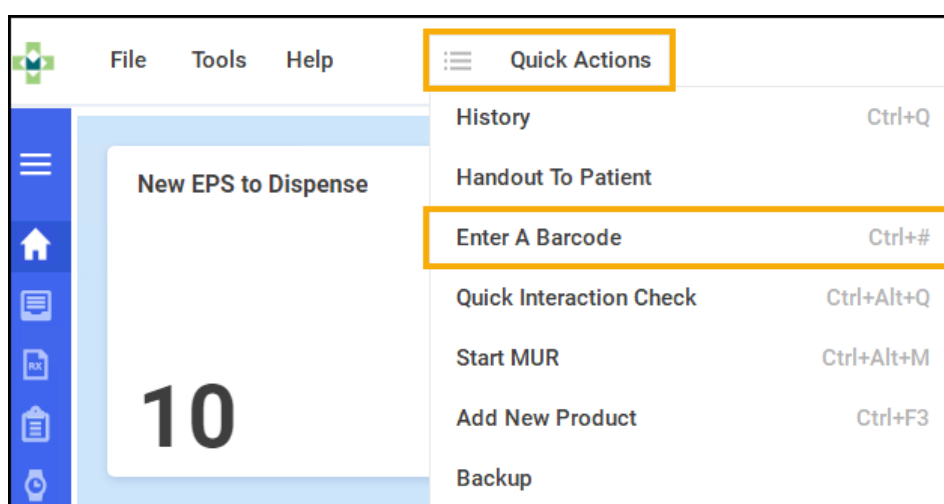 File Tools Help Quick Actions
History Ctrl+Q
New EPS to Dispense
Handout To Patient
Enter A Barcode Ctrl+#
Quick Interaction Check Ctrl+Alt+Q
RX
Start MUR Ctrl+Alt+M
10
Add New Product Ctrl+F3
Backup